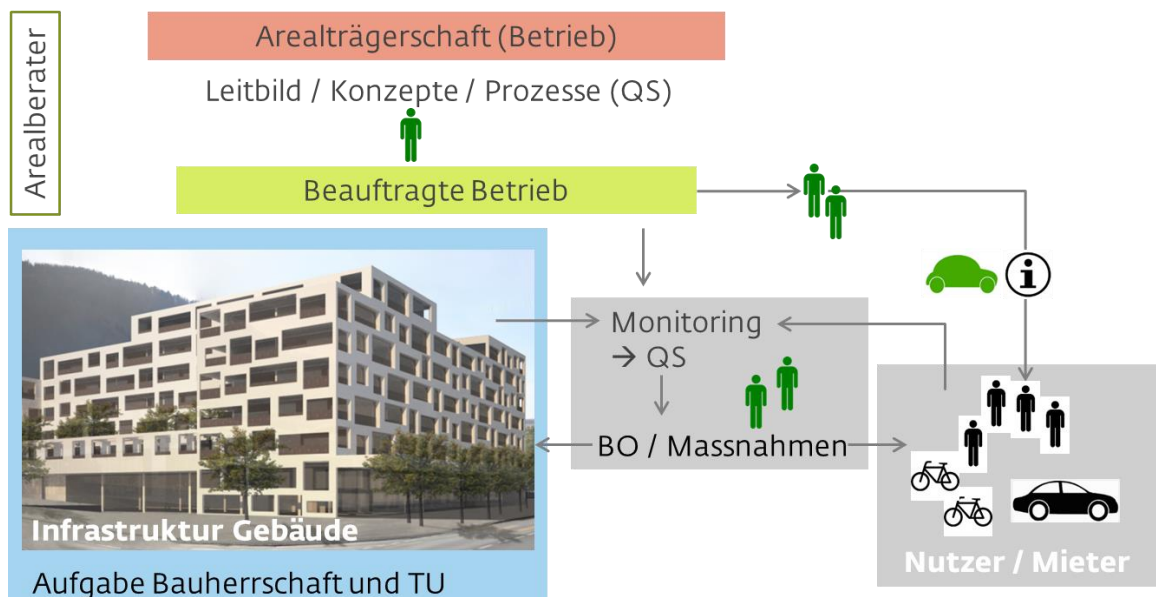 Arealberater
Arealträgerschaft (Betrieb)
Leitbild / Konzepte / Prozesse (QS)
Beauftragte Betrieb
i
Monitoring
→ QS
BO / Massnahmen
Infrastruktur Gebäude
Nutzer / Mieter
Aufgabe Bauherrschaft und TU